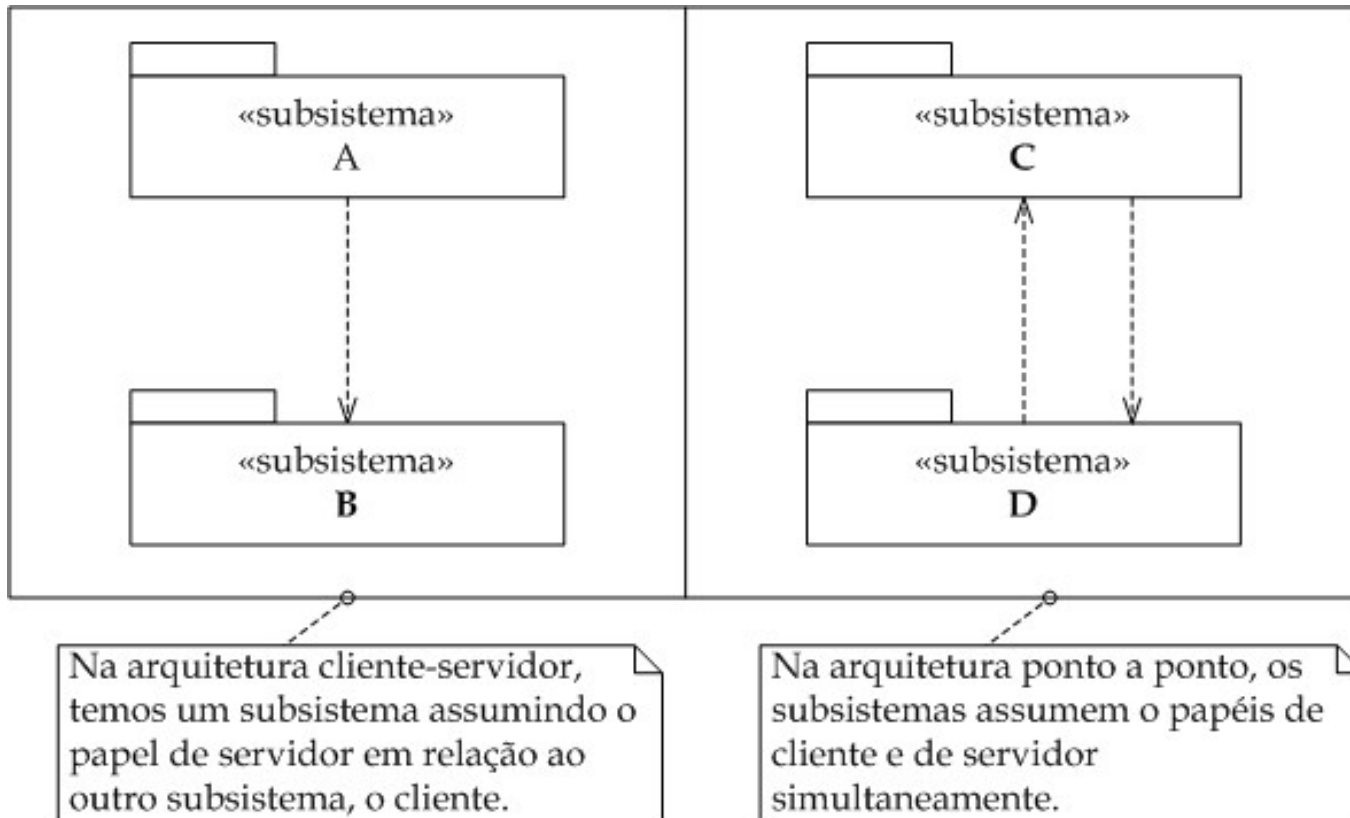 «subsistema»
A
«subsistema»
C
«subsistema»
B
«subsistema»
D
Na arquitetura cliente-servidor,
temos um subsistema assumindo o
papel de servidor em relação ao
outro subsistema, o cliente.
Na arquitetura ponto a ponto, os
subsistemas assumem o papéis de
cliente e de servidor
simultaneamente.